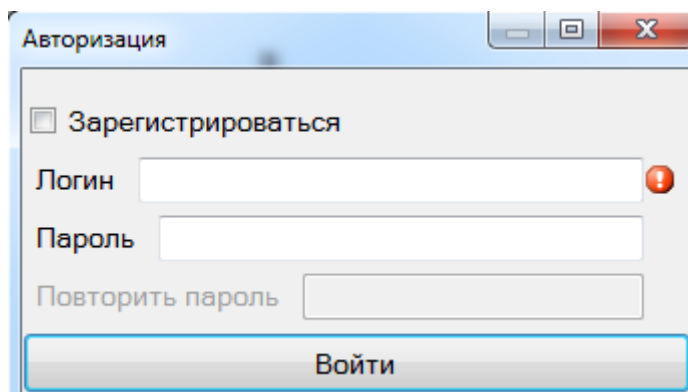 Авторизация
Зарегистрироваться
Логин
Пароль
Повторить пароль
Войти